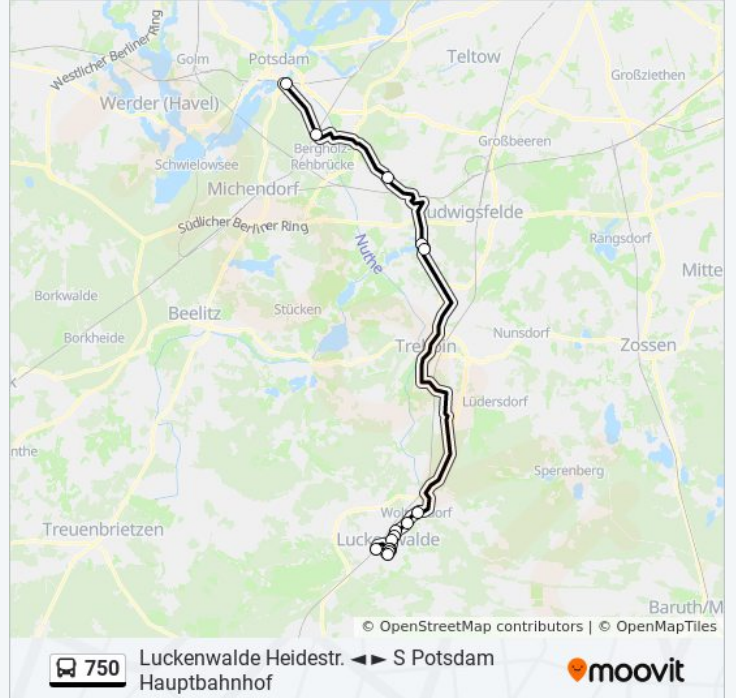 Westlicher Berliner Ring
Golm
Potsdam
Teltow
Großziethen
Werder (Havel)
Großbeeren
Bergholz-
Rehbrücke
Schwielowsee
Michendorf
Ludwigsfelde
Südlicher Berliner Ring
Rangsdorf
Nuthe
Mitte
Borkwalde
Stücken
Beelitz
Borkheide
Trebbin
Nunsdorf
Zossen
k
Lüdersdorf
nthe
Sperenberg
Woltersdorf
Treuenbrietzen
Luckenwalde
Baruth/M
© OpenStreetMap contributors | © OpenMapTiles
750
Luckenwalde Heidestr. ◄► S Potsdam
Hauptbahnhof
moovit